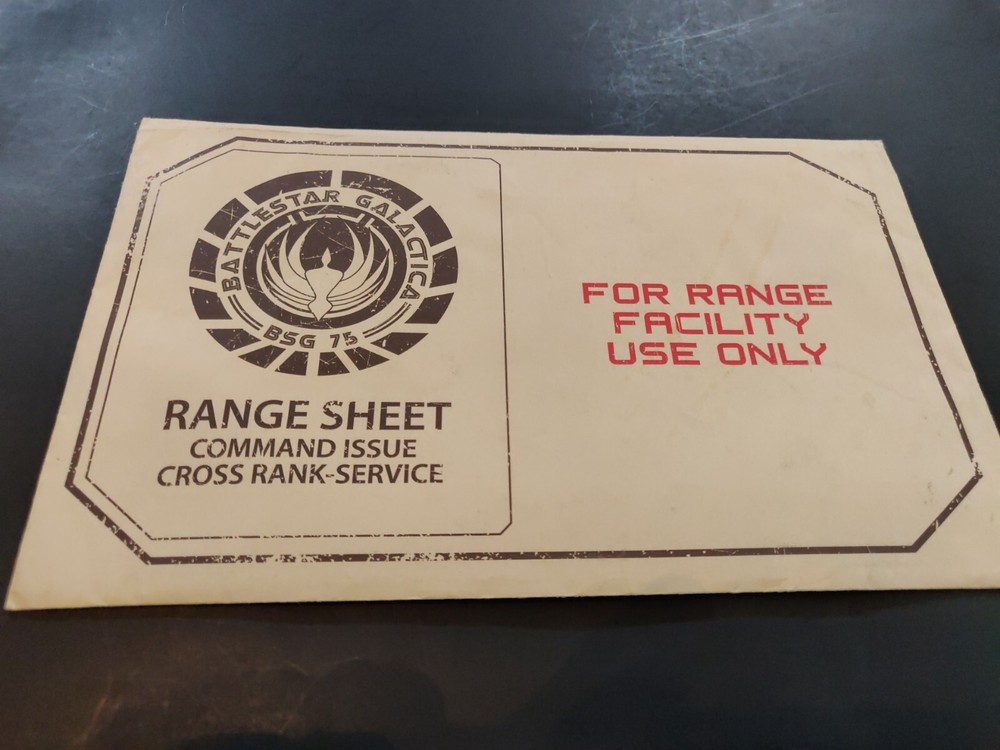 BATTLESTAR GALACTICA
BSG 75
RANGE SHEET
COMMAND ISSUE
CROSS RANK-SERVICE
FOR RANGE
FACILITY
USE ONLY